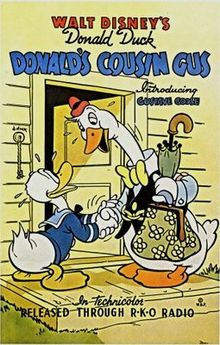 WALT DISNEY'S
Donald Duck
DONALD'S COUSIN GUS
Introducing
GUSTAVE GOOSE
In Technicolor
RELEASED THROUGH R·K·O RADIO